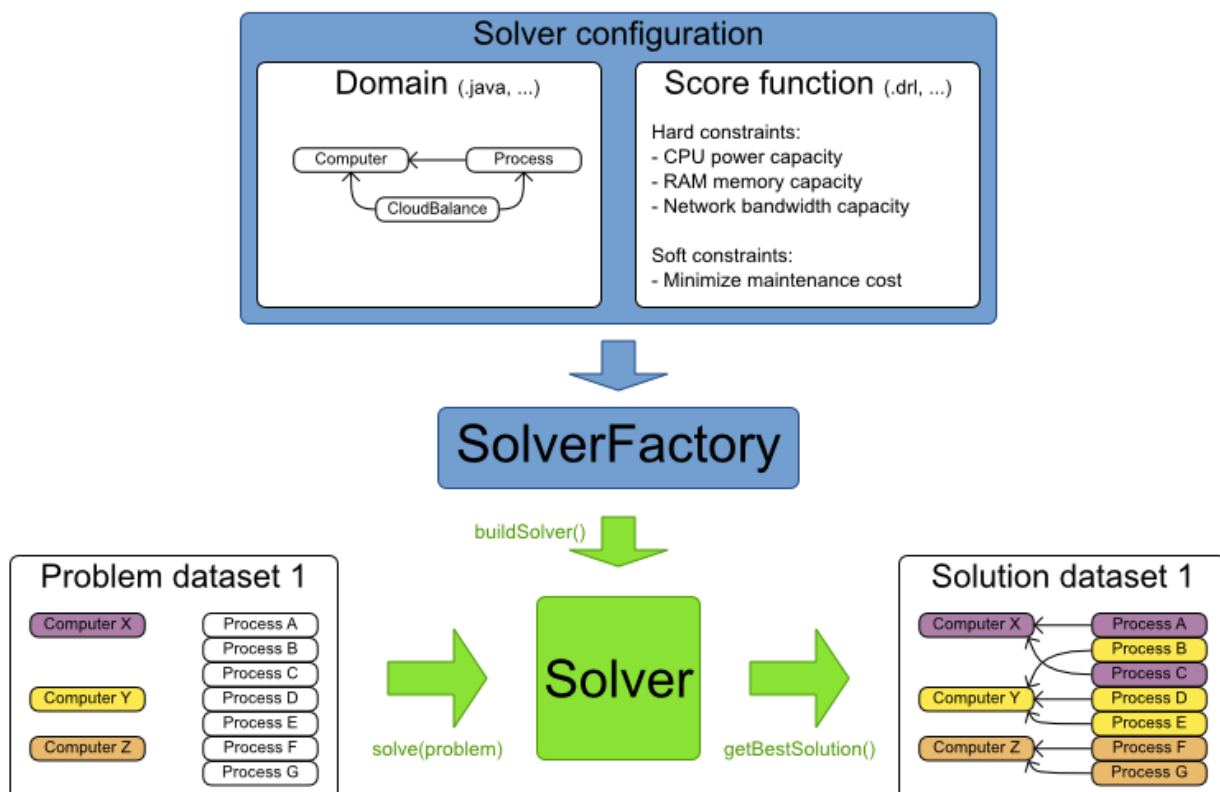 Solver configuration
Domain (.java, ...)
Computer
Process
CloudBalance
Score function (.drl, ...)
Hard constraints:
- CPU power capacity
- RAM memory capacity
- Network bandwidth capacity
Soft constraints:
- Minimize maintenance cost
SolverFactory
buildSolver()
Problem dataset 1
Computer X
Computer Y
Computer Z
Process A
Process B
Process C
Process D
Process E
Process F
Process G
solve(problem)
Solver
getBestSolution()
Solution dataset 1
Computer X
Computer Y
Computer Z
Process A
Process B
Process C
Process D
Process E
Process F
Process G